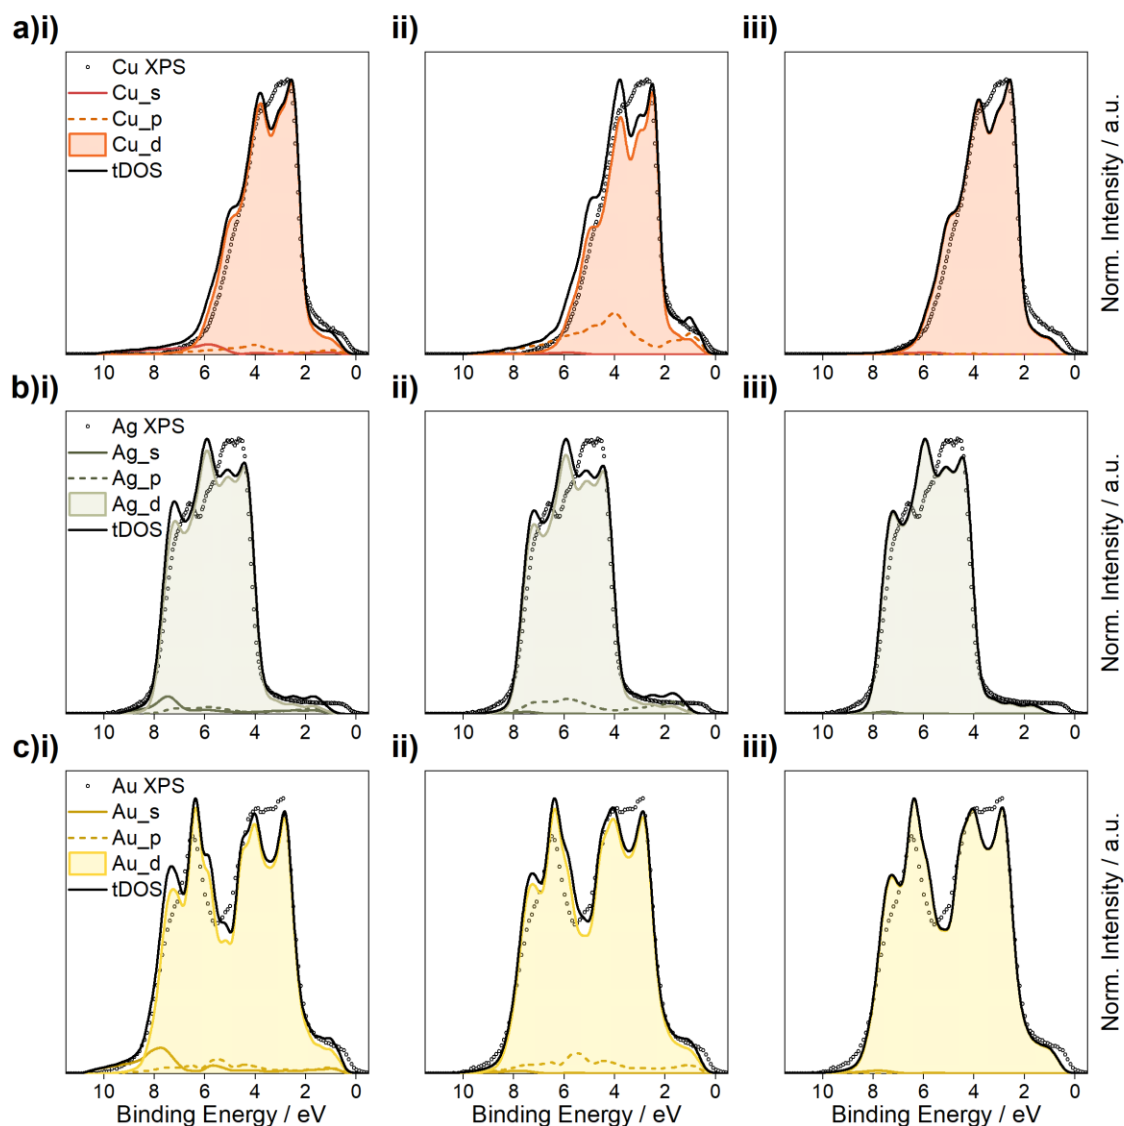 a)i)
ii)
iii)
Cu XPS
Cu_s
Cu_p
Cu_d
tDOS
10 8 6 4 2 0
10 8 6 4 2 0
10 8 6 4 2 0
Norm. Intensity / a.u.
b)i)
ii)
iii)
Ag XPS
Ag_s
Ag_p
Ag_d
tDOS
10 8 6 4 2 0
10 8 6 4 2 0
10 8 6 4 2 0
Norm. Intensity / a.u.
c)i)
ii)
iii)
Au XPS
Au_s
Au_p
Au_d
tDOS
10 8 6 4 2 0
10 8 6 4 2 0
10 8 6 4 2 0
Norm. Intensity / a.u.
Binding Energy / eV
Binding Energy / eV
Binding Energy / eV